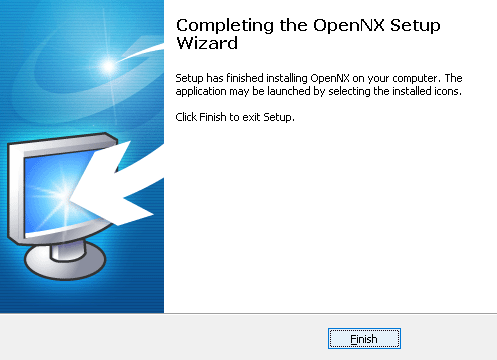 Completing the OpenNX Setup
Wizard
Setup has finished installing OpenNX on your computer. The
application may be launched by selecting the installed icons.
Click Finish to exit Setup.
Finish